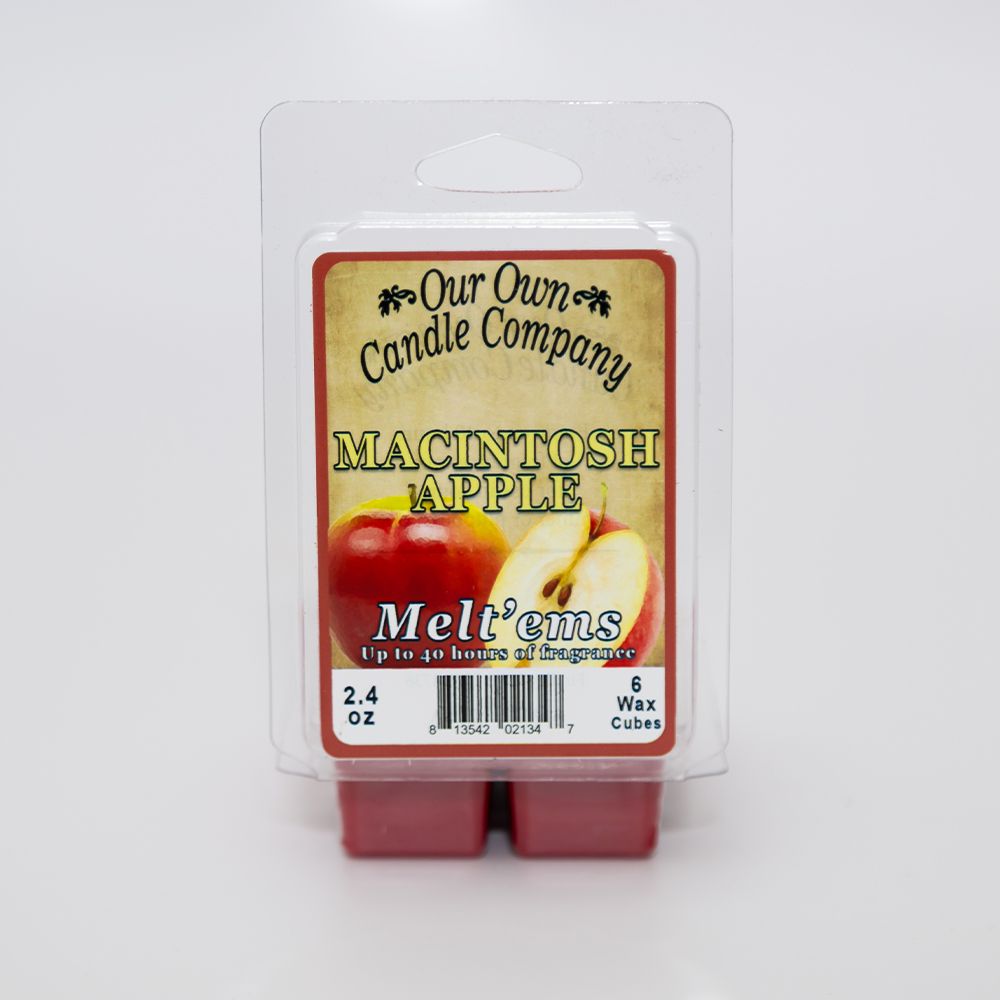 Our Own
Candle Company
MACINTOSH
APPLE
Melt'ems
Up to 40 hours of fragrance
2.4
oz
8 13542 02134 7
6
Wax
Cubes